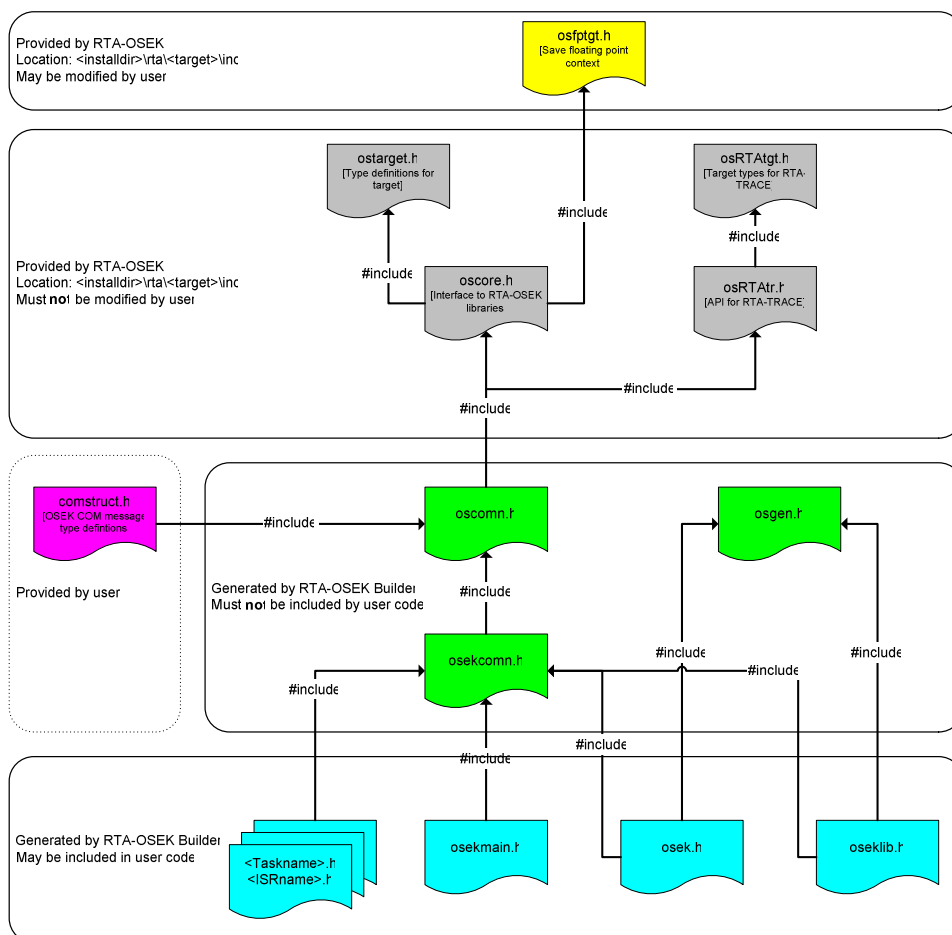 Provided by RTA-OSEK
Location: <installdir>\rta\<target>\inc
May be modified by user
osfptgt.h
[Save floating point
context
ostarget.h
[Type definitions for
target]
osRTAtgt.h
[Target types for RTA-
TRACE]
#include
#include
#include
Provided by RTA-OSEK
Location: <installdir>\rta\<target>\inc
Must not be modified by user
oscore.h
[Interface to RTA-OSEK
libraries
osRTAtr.h
[API for RTA-TRACE]
#include
#include
comstruct.h
[OSEK COM message
type defintions
#include
oscomn.h
osgen.h
Provided by user
Generated by RTA-OSEK Builder
Must not be included by user code
#include
osekcomn.h
#include
#include
#include
#include
#include
#include
Generated by RTA-OSEK Builder
May be included in user code
<Taskname>.h
<ISRname>.h
osekmain.h
osek.h
oseklib.h